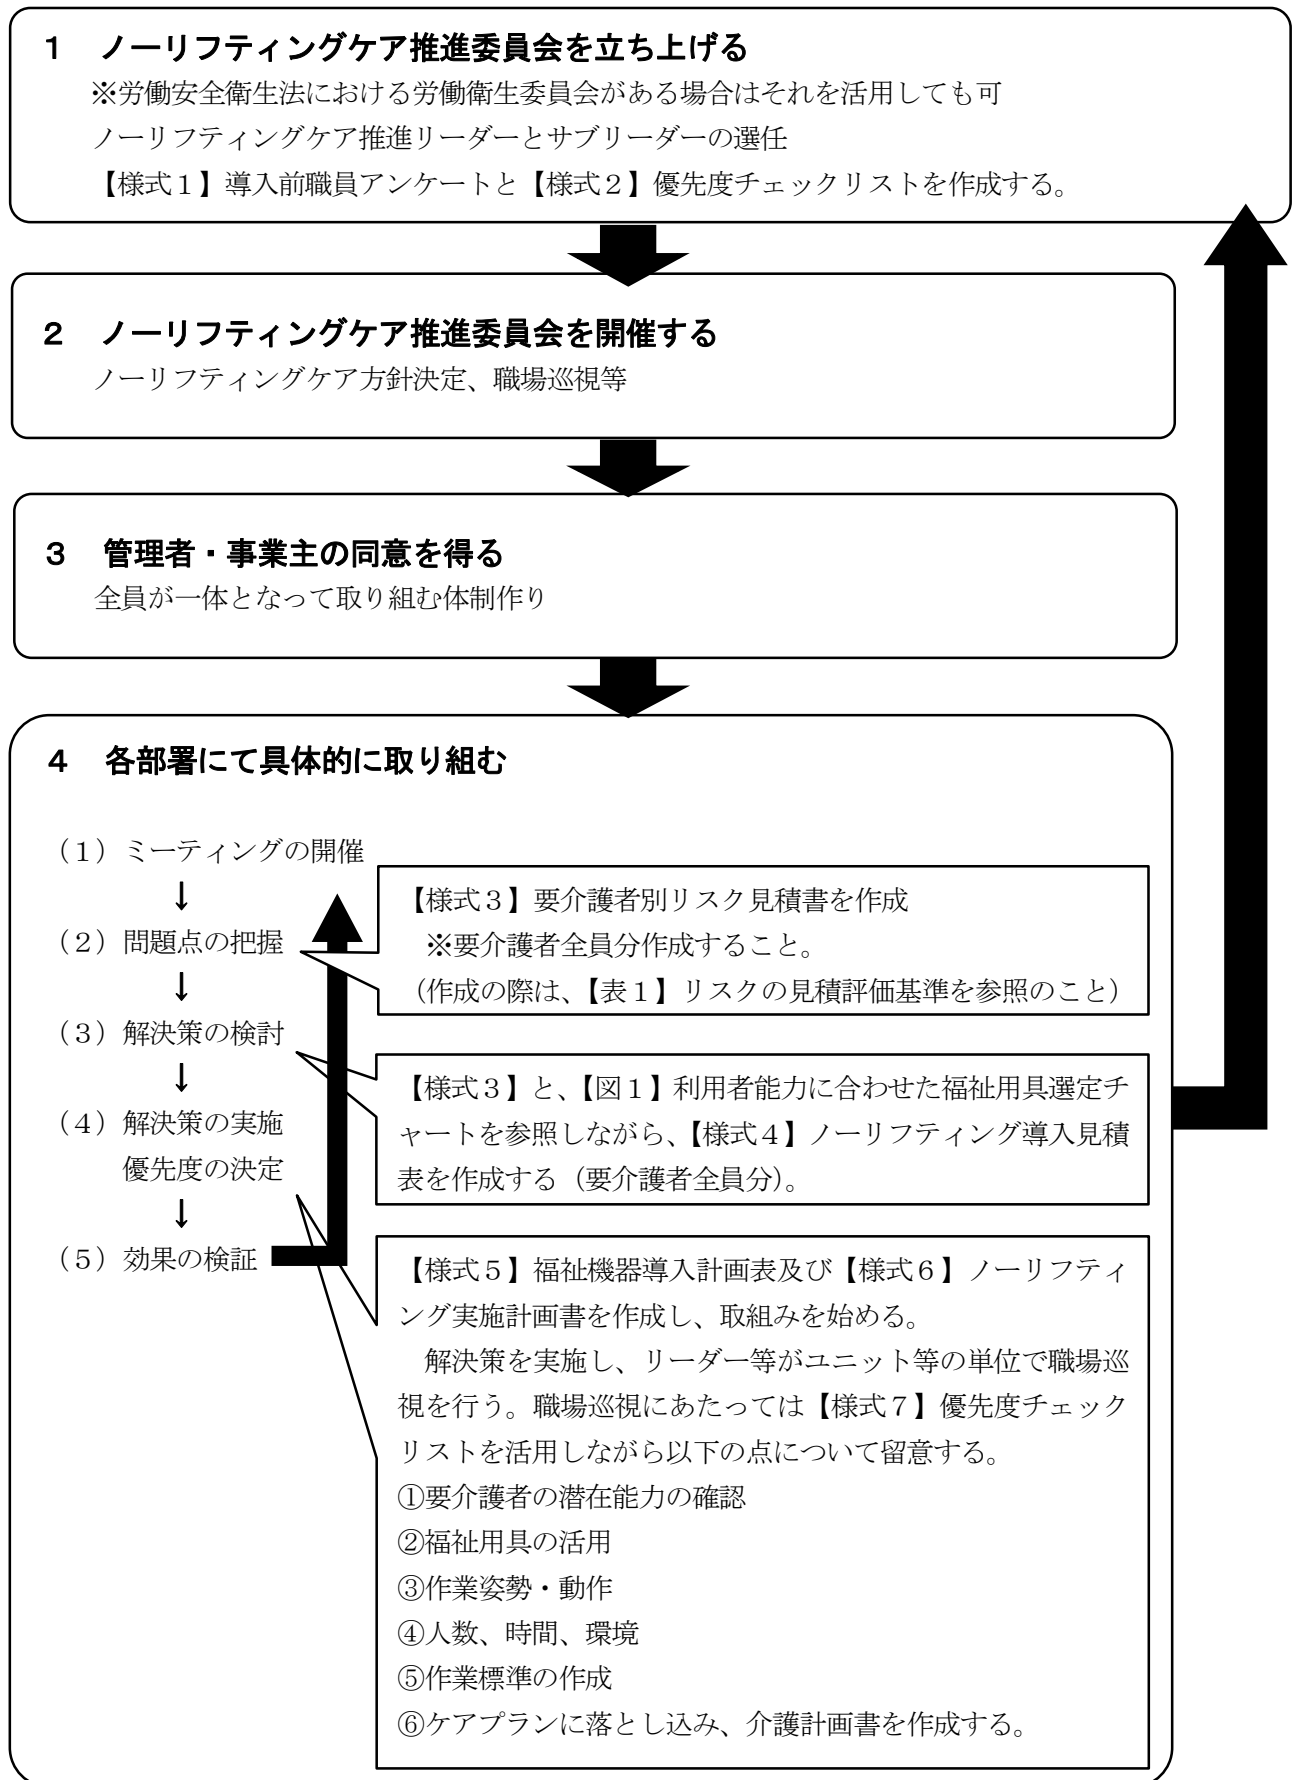 １　ノーリフティングケア推進委員会を立ち上げる
※労働安全衛生法における労働衛生委員会がある場合はそれを活用しても可
ノーリフティングケア推進リーダーとサブリーダーの選任
【様式１】導入前職員アンケートと【様式２】優先度チェックリストを作成する。
２　ノーリフティングケア推進委員会を開催する
ノーリフティングケア方針決定、職場巡視等
３　管理者・事業主の同意を得る
全員が一体となって取り組む体制作り
４　各部署にて具体的に取り組む
（１）ミーティングの開催
↓
（２）問題点の把握
↓
（３）解決策の検討
↓
（４）解決策の実施
優先度の決定
↓
（５）効果の検証
【様式３】要介護者別リスク見積書を作成
※要介護者全員分作成すること。
（作成の際は、【表１】リスクの見積評価基準を参照のこと）
【様式３】と、【図１】利用者能力に合わせた福祉用具選定チ
ャートを参照しながら、【様式４】ノーリフティング導入見積
表を作成する（要介護者全員分）。
【様式５】福祉機器導入計画表及び【様式６】ノーリフティ
ング実施計画書を作成し、取組みを始める。
解決策を実施し、リーダー等がユニット等の単位で職場巡
視を行う。職場巡視にあたっては【様式７】優先度チェック
リストを活用しながら以下の点について留意する。
①要介護者の潜在能力の確認
②福祉用具の活用
③作業姿勢・動作
④人数、時間、環境
⑤作業標準の作成
⑥ケアプランに落とし込み、介護計画書を作成する。